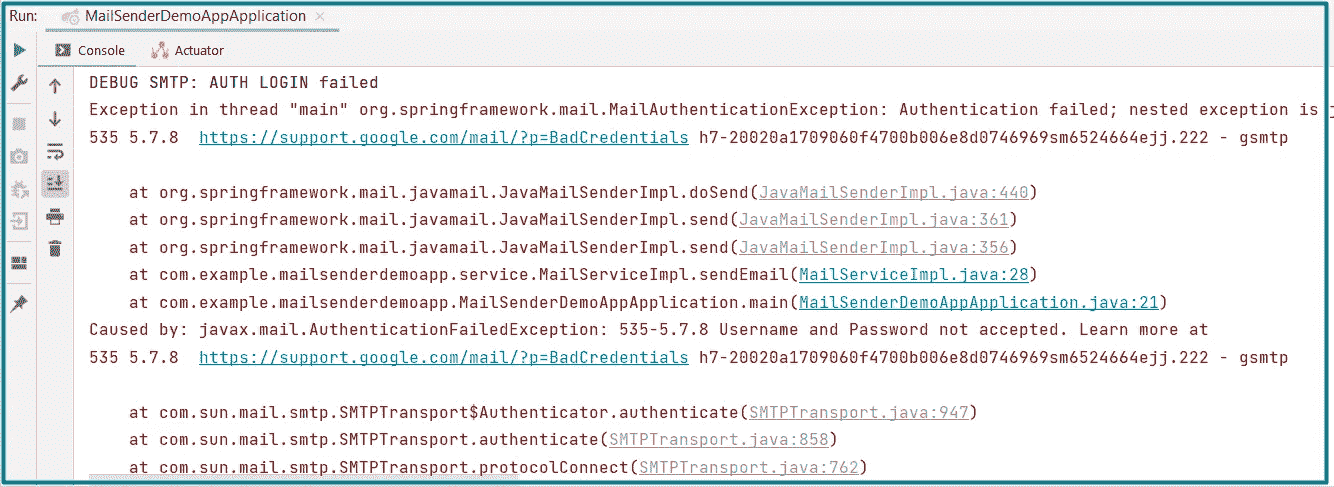 Run: MailSenderDemoAppApplication ×
Console Actuator
DEBUG SMTP: AUTH LOGIN failed
Exception in thread "main" org.springframework.mail.MailAuthenticationException: Authentication failed; nested exception is j
535 5.7.8  https://support.google.com/mail/?p=BadCredentials h7-20020a1709060f4700b006e8d0746969sm6524664ejj.222 - gsmtp
at org.springframework.mail.javamail.JavaMailSenderImpl.doSend(JavaMailSenderImpl.java:440)
at org.springframework.mail.javamail.JavaMailSenderImpl.send(JavaMailSenderImpl.java:361)
at org.springframework.mail.javamail.JavaMailSenderImpl.send(JavaMailSenderImpl.java:356)
at com.example.mailsenderdemoapp.service.MailServiceImpl.sendEmail(MailServiceImpl.java:28)
at com.example.mailsenderdemoapp.MailSenderDemoAppApplication.main(MailSenderDemoAppApplication.java:21)
Caused by: javax.mail.AuthenticationFailedException: 535-5.7.8 Username and Password not accepted. Learn more at
535 5.7.8  https://support.google.com/mail/?p=BadCredentials h7-20020a1709060f4700b006e8d0746969sm6524664ejj.222 - gsmtp
at com.sun.mail.smtp.SMTPTransport$Authenticator.authenticate(SMTPTransport.java:947)
at com.sun.mail.smtp.SMTPTransport.authenticate(SMTPTransport.java:858)
at com.sun.mail.smtp.SMTPTransport.protocolConnect(SMTPTransport.java:762)